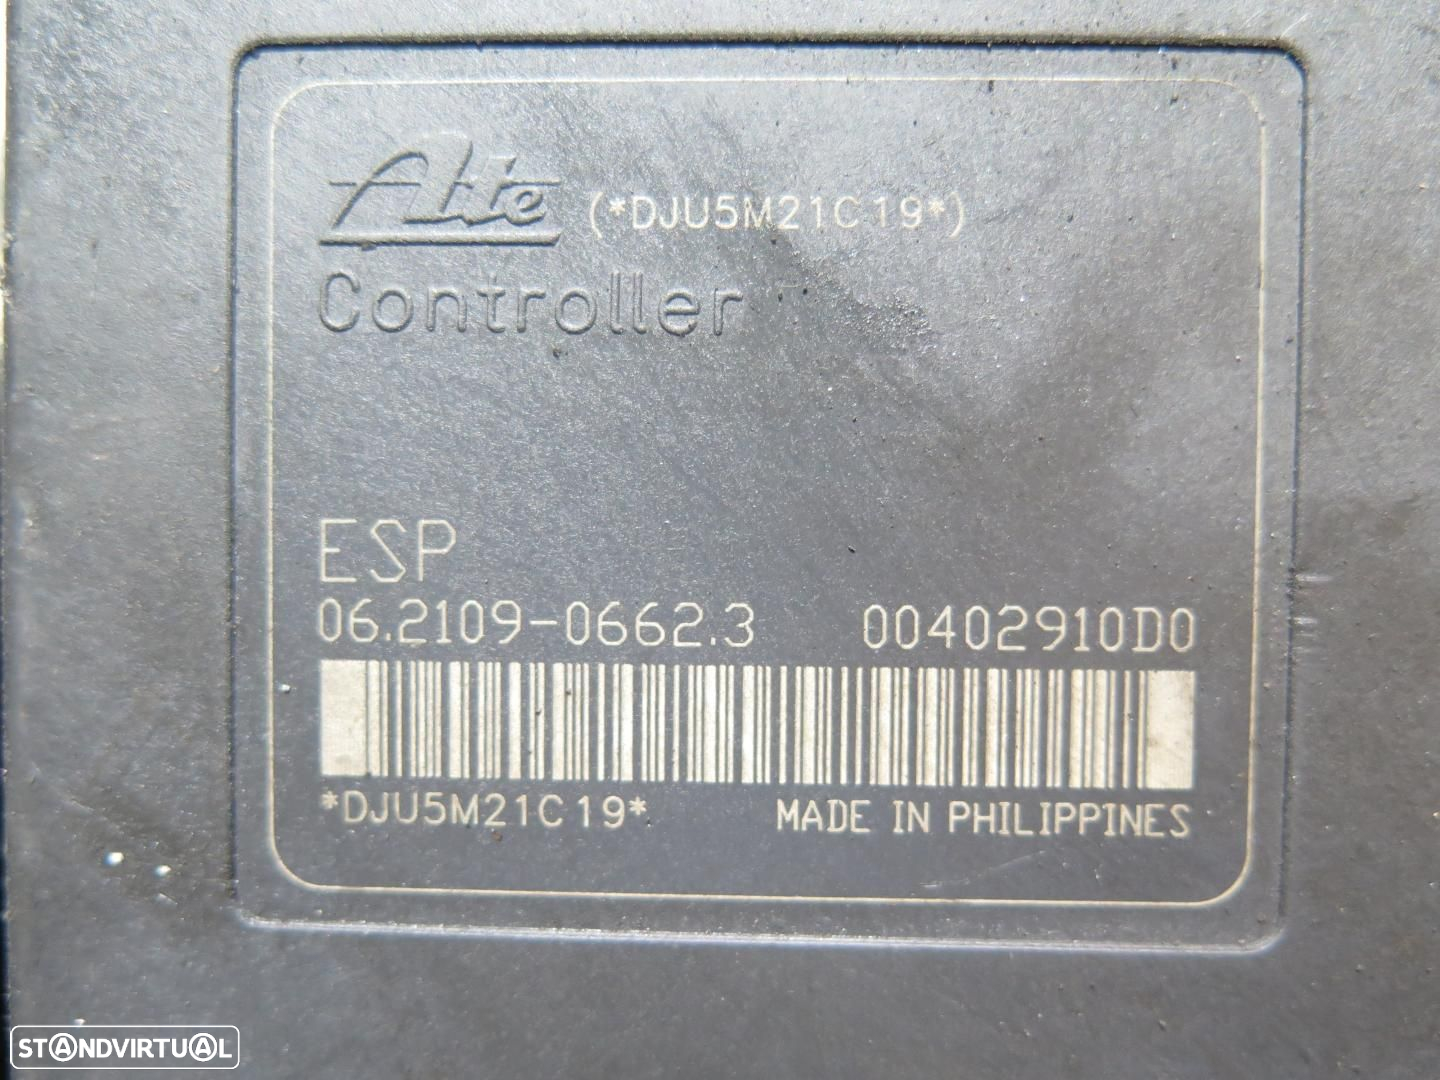 Ate (*DJU5M21C19*)
Controller
ESP
06.2109-0662.3 00402910D0
*DJU5M21C19* MADE IN PHILIPPINES
STANDVIRTUAL